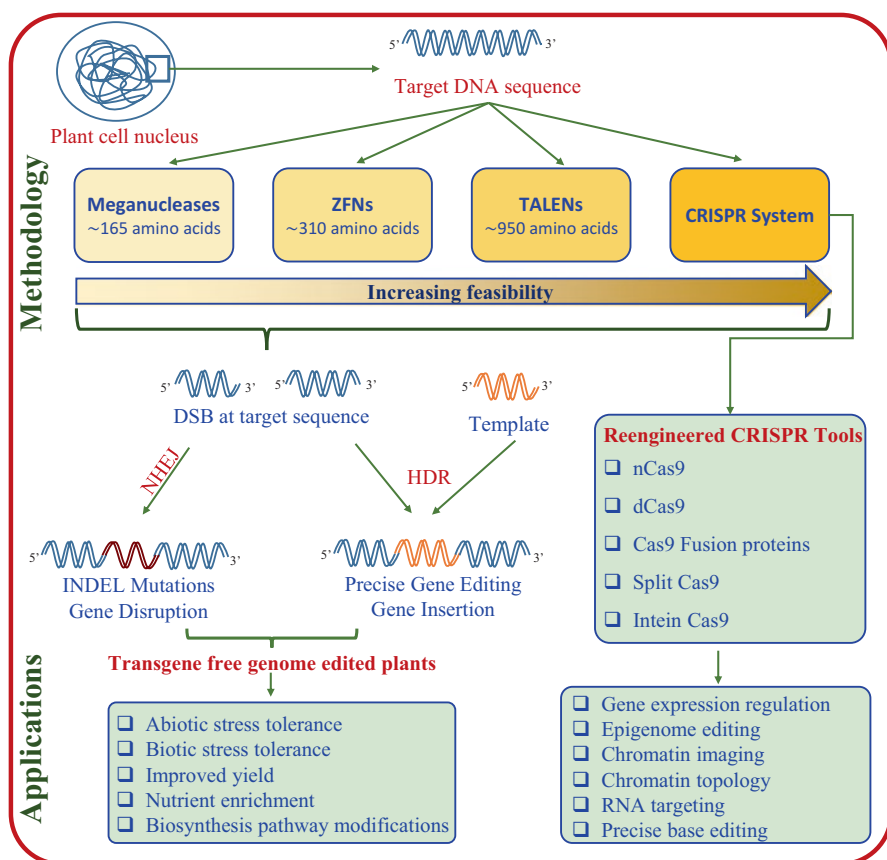 5’ 3’
Target DNA sequence
Plant cell nucleus
Methodology
Meganucleases
~165 amino acids
ZFNs
~310 amino acids
TALENs
~950 amino acids
CRISPR System
Increasing feasibility
5’ 3’ 5’ 3’
DSB at target sequence
5’ 3’
Template
NHEJ
HDR
5’ 3’
INDEL Mutations
Gene Disruption
5’ 3’
Precise Gene Editing
Gene Insertion
Reengineered CRISPR Tools
❑ nCas9
❑ dCas9
❑ Cas9 Fusion proteins
❑ Split Cas9
❑ Intein Cas9
Applications
Transgene free genome edited plants
❑ Abiotic stress tolerance
❑ Biotic stress tolerance
❑ Improved yield
❑ Nutrient enrichment
❑ Biosynthesis pathway modifications
❑ Gene expression regulation
❑ Epigenome editing
❑ Chromatin imaging
❑ Chromatin topology
❑ RNA targeting
❑ Precise base editing